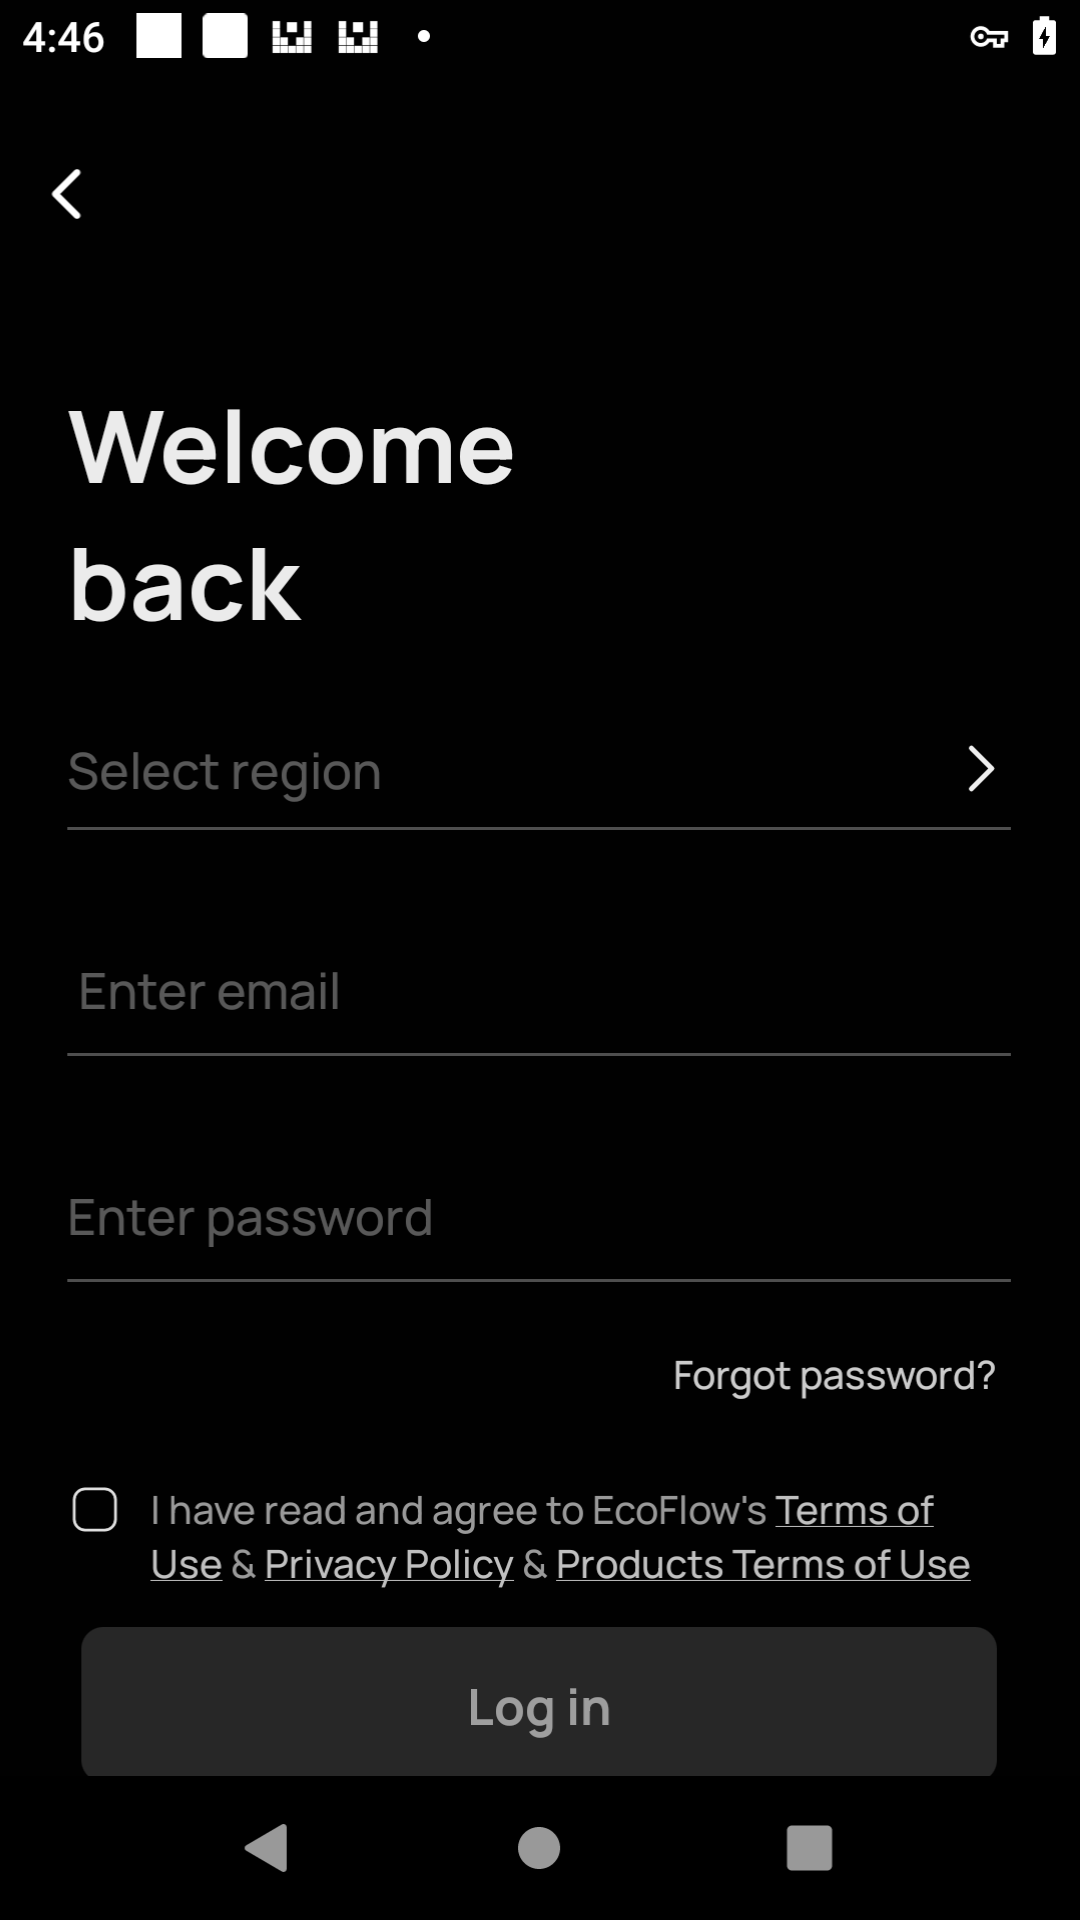 4:46
Welcome
back
Select region
Enter email
Enter password
Forgot password?
I have read and agree to EcoFlow's Terms of
Use & Privacy Policy & Products Terms of Use
Log in